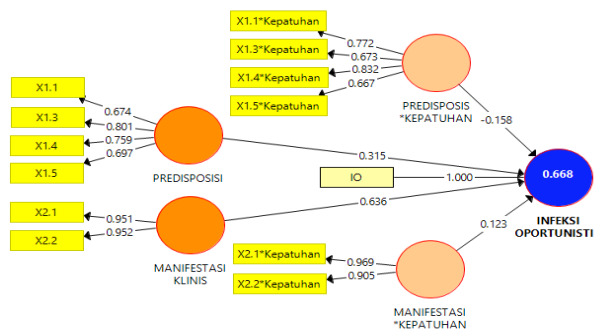 X1.1*Kepatuhan
X1.3*Kepatuhan
X1.4*Kepatuhan
X1.5*Kepatuhan
0.772
0.673
0.832
0.667
PREDISPOSIS
*KEPATUHAN
-0.158
X1.1
X1.3
X1.4
X1.5
0.674
0.801
0.759
0.697
PREDISPOSISI
0.315
IO
1.000
0.668
INFEKSI
OPORTUNISTI
X2.1
X2.2
0.951
0.952
MANIFESTASI
KLINIS
0.636
0.123
X2.1*Kepatuhan
X2.2*Kepatuhan
0.969
0.905
MANIFESTASI
*KEPATUHAN